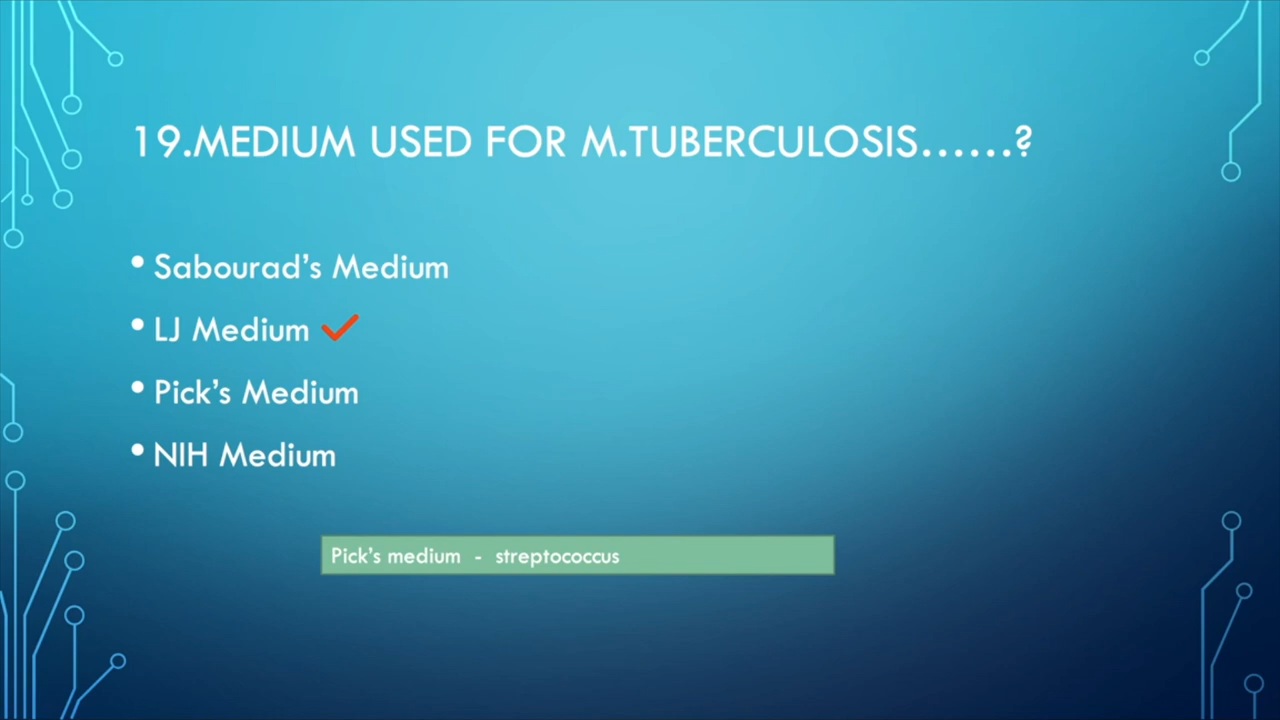 19.MEDIUM USED FOR M.TUBERCULOSIS......?
• Sabourad's Medium
• LJ Medium
• Pick's Medium
• NIH Medium
Pick's medium - streptococcus